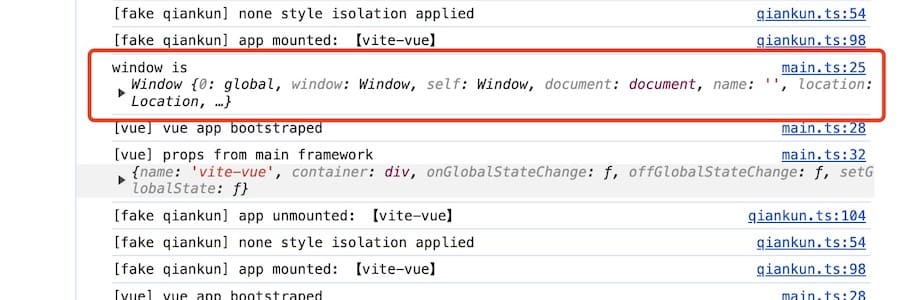 [fake qiankun] none style isolation applied qiankun.ts:54
[fake qiankun] app mounted: 【vite-vue】 qiankun.ts:98
window is main.ts:25
Window {0: global, window: Window, self: Window, document: document, name: '', location:
Location, …}
[vue] vue app bootstraped main.ts:28
[vue] props from main framework main.ts:32
{name: 'vite-vue', container: div, onGlobalStateChange: ƒ, offGlobalStateChange: ƒ, setG
lobalState: ƒ}
[fake qiankun] app unmounted: 【vite-vue】 qiankun.ts:104
[fake qiankun] none style isolation applied qiankun.ts:54
[fake qiankun] app mounted: 【vite-vue】 qiankun.ts:98
[vue] vue app bootstraped main.ts:28